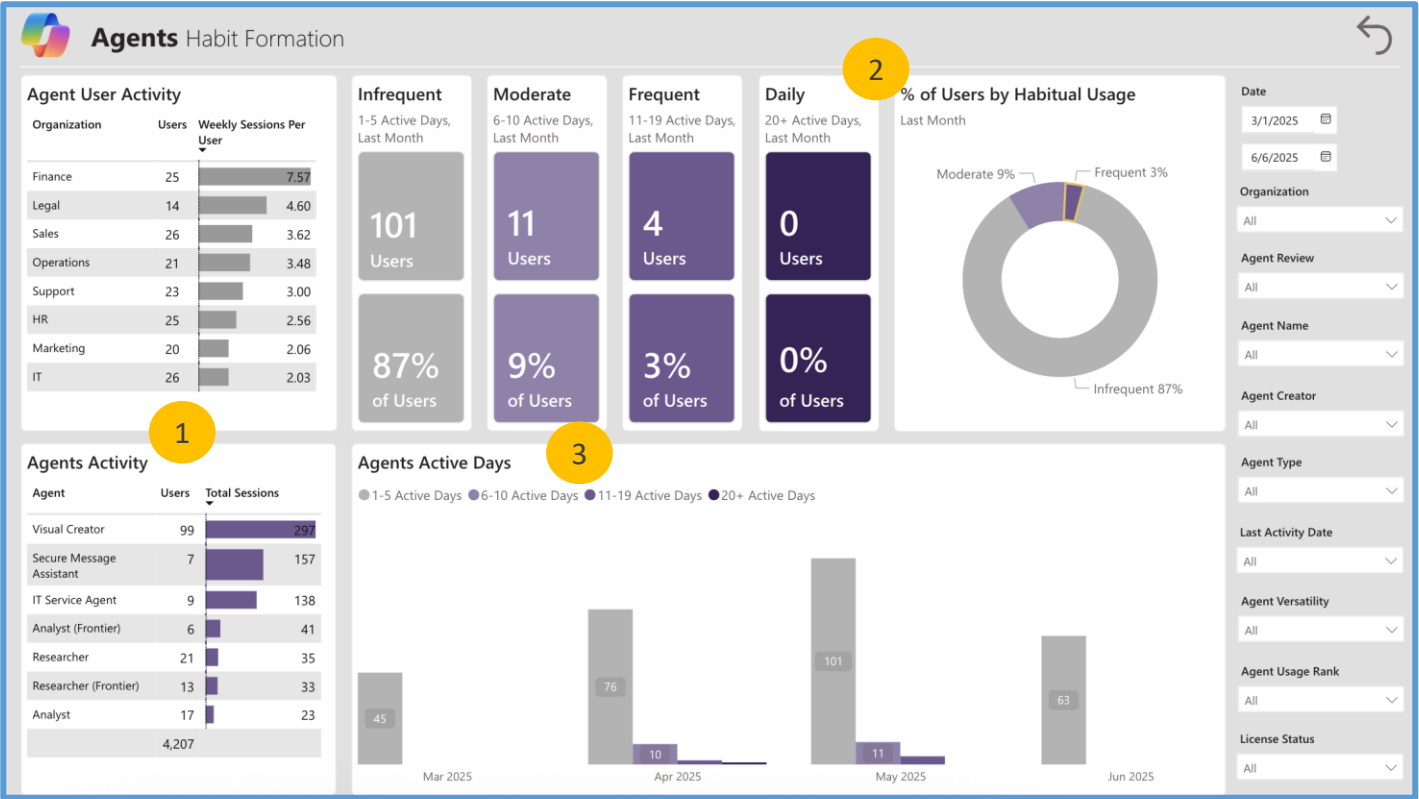 Agents Habit Formation
Agent User Activity
Organization Users Weekly Sessions Per
User
Finance 25 7.57
Legal 14 4.60
Sales 26 3.62
Operations 21 3.48
Support 23 3.00
HR 25 2.56
Marketing 20 2.06
IT 26 2.03
1
Agents Activity
Agent Users Total Sessions
Visual Creator 99 297
Secure Message
Assistant 7 157
IT Service Agent 9 138
Analyst (Frontier) 6 41
Researcher 21 35
Researcher (Frontier) 13 33
Analyst 17 23
4,207
Infrequent
1-5 Active Days,
Last Month
101
Users
87%
of Users
Moderate
6-10 Active Days,
Last Month
11
Users
9%
of Users
Frequent
11-19 Active Days,
Last Month
4
Users
3%
of Users
Daily
20+ Active Days,
Last Month
0
Users
0%
of Users
2
% of Users by Habitual Usage
Last Month
Moderate 9%
Frequent 3%
Infrequent 87%
3
Agents Active Days
1-5 Active Days 6-10 Active Days 11-19 Active Days 20+ Active Days
45
76
10
101
11
63
Mar 2025 Apr 2025 May 2025 Jun 2025
Date
3/1/2025
6/6/2025
Organization
All
Agent Review
All
Agent Name
All
Agent Creator
All
Agent Type
All
Last Activity Date
All
Agent Versatility
All
Agent Usage Rank
All
License Status
All